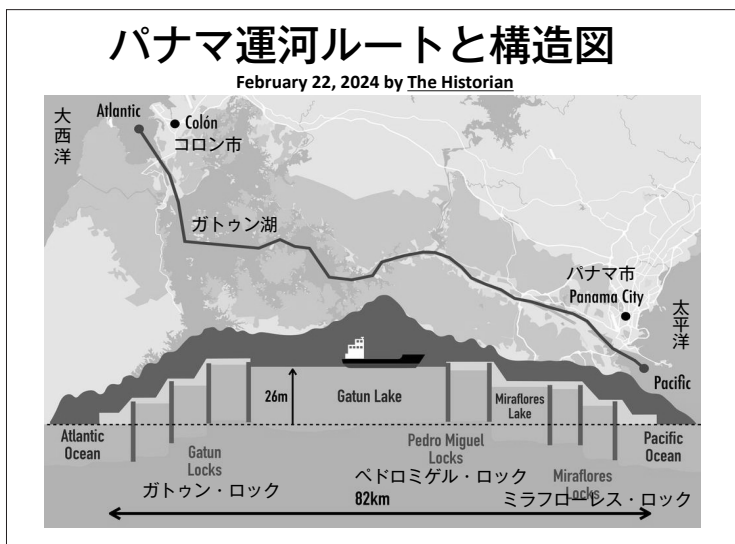 パナマ運河ルートと構造図
February 22, 2024 by The Historian
大西洋
Atlantic
Colón
コロン市
ガトゥン湖
パナマ市
Panama City
太平洋
Pacific
26m
Gatun Lake
Miraflores
Lake
Atlantic
Ocean
Gatun
Locks
ガトゥン・ロック
Pedro Miguel
Locks
ペドロミゲル・ロック
Miraflores
Locks
ミラフローレス・ロック
Pacific
Ocean
82km